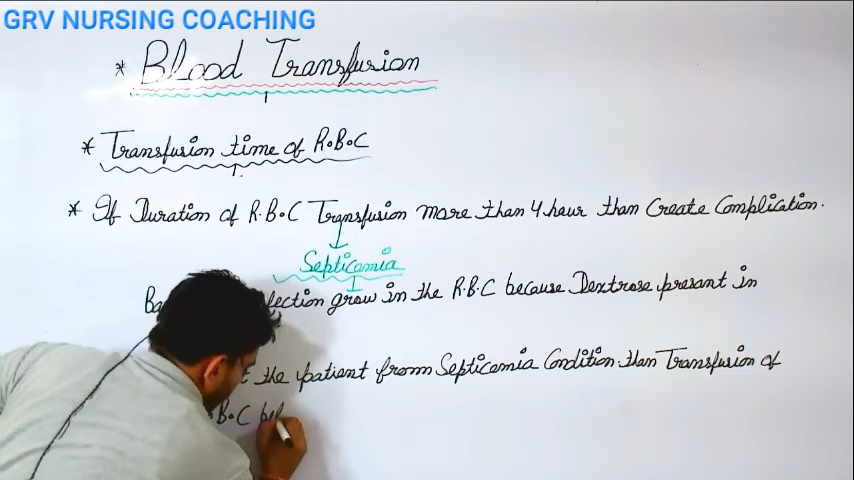 GRV NURSING COACHING
* Blood Transfusion
* Transfusion time of R.B.C
* If Duration of R.B.C Transfusion more than 4 hour than Create Complication.
Septicemia
grow in the R.B.C because Dextrose present in
the patient from Septicemia Condition than Transfusion of